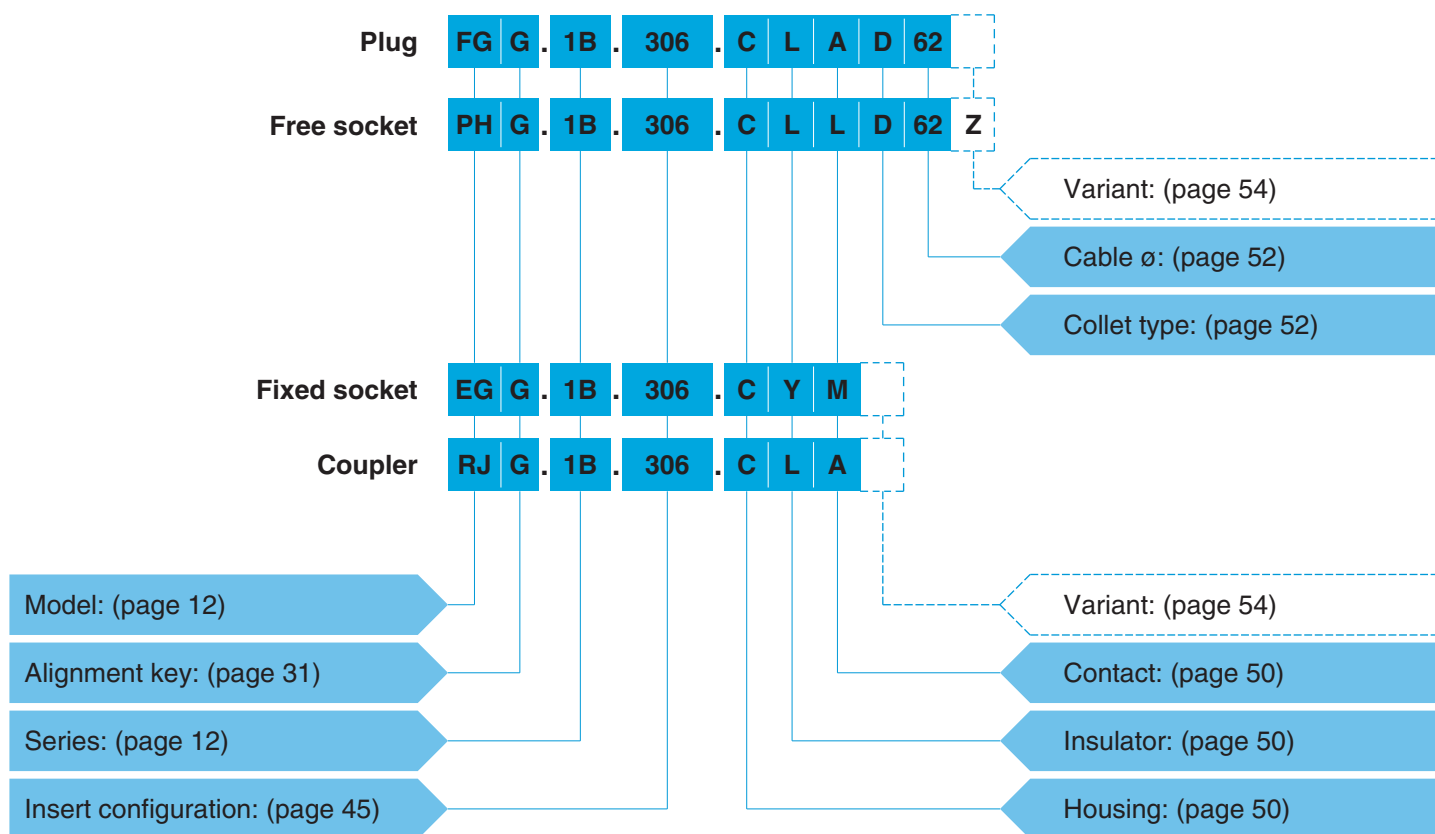 Plug FG G . 1B . 306 . C L A D 62
Free socket PH G . 1B . 306 . C L L D 62 Z
Variant: (page 54)
Cable ø: (page 52)
Collet type: (page 52)
Fixed socket EG G . 1B . 306 . C Y M
Coupler RJ G . 1B . 306 . C L A
Model: (page 12)
Alignment key: (page 31)
Series: (page 12)
Insert configuration: (page 45)
Variant: (page 54)
Contact: (page 50)
Insulator: (page 50)
Housing: (page 50)